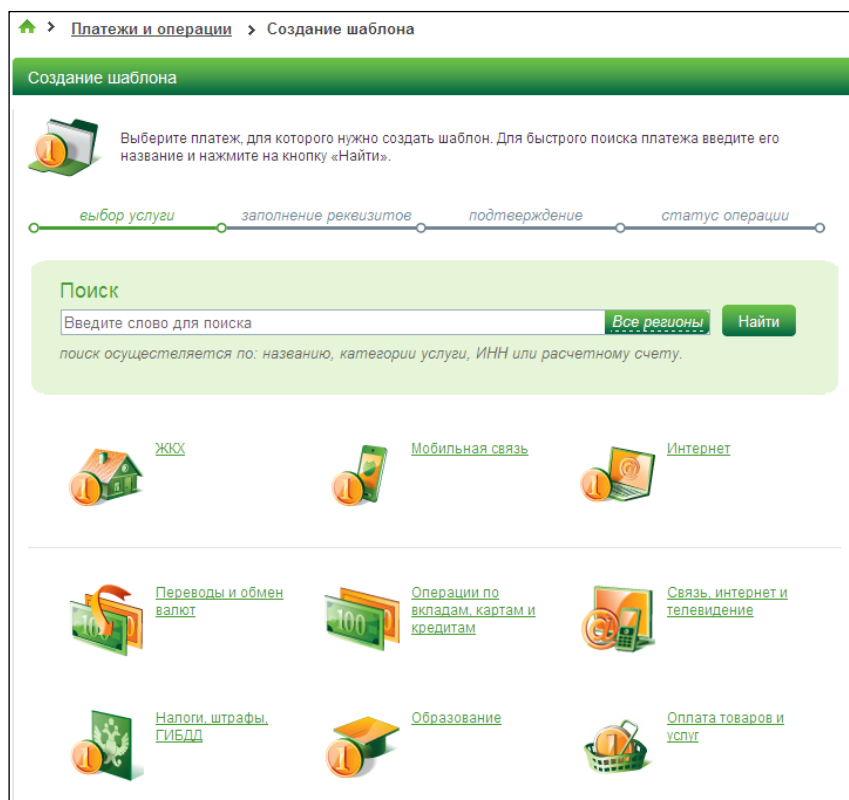 > Платежи и операции > Создание шаблона
Создание шаблона
Выберите платеж, для которого нужно создать шаблон. Для быстрого поиска платежа введите его
название и нажмите на кнопку «Найти».
выбор услуги заполнение реквизитов подтверждение статус операции
Поиск
Введите слово для поиска Все регионы Найти
поиск осуществляется по: названию, категории услуги, ИНН или расчетному счету.
ЖКХ Мобильная связь Интернет
Переводы и обмен
валют
Операции по
вкладам, картам и
кредитам
Связь, интернет и
телевидение
Налоги, штрафы,
ГИБДД
Образование
Оплата товаров и
услуг